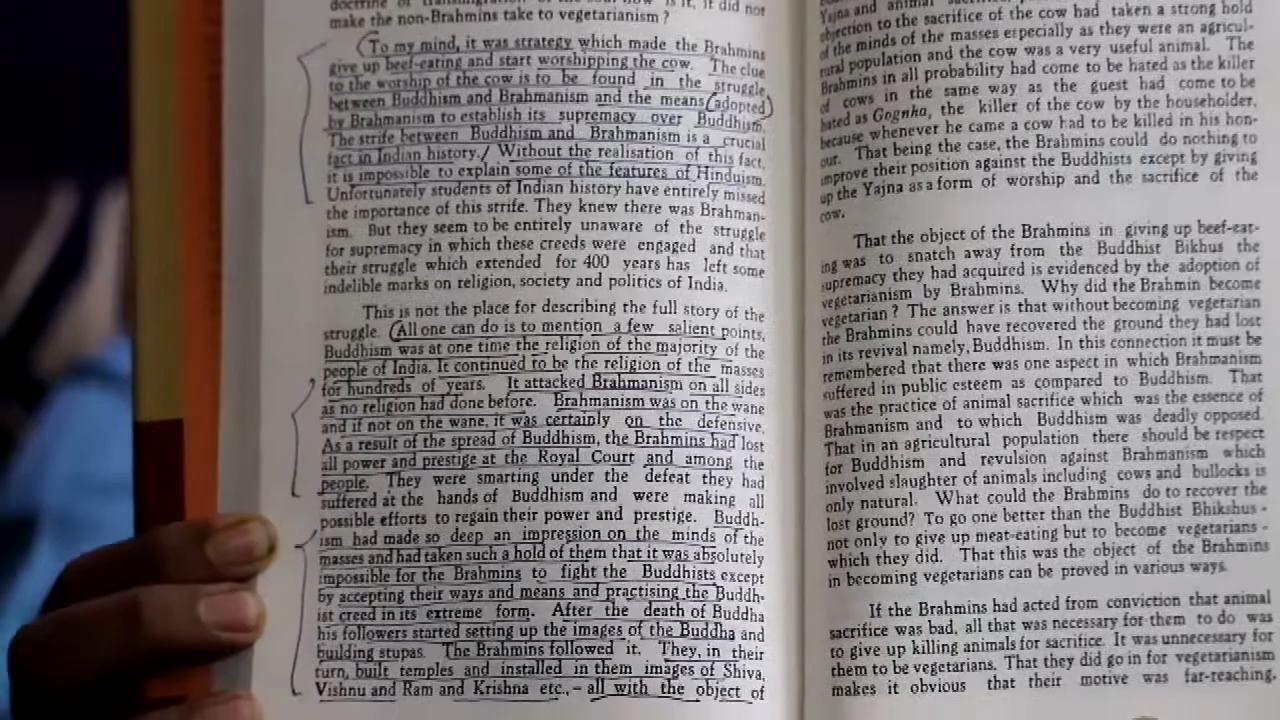 doctrine of transmigration of the soul how is it, it did not
make the non-Brahmins take to vegetarianism ?
To my mind, it was strategy which made the Brahmins
give up beef-eating and start worshipping the cow. The clue
to the worship of the cow is to be found in the struggle
between Buddhism and Brahmanism and the means adopted
by Brahmanism to establish its supremacy over Buddhism.
The strife between Buddhism and Brahmanism is a crucial
fact in Indian history. Without the realisation of this fact,
it is impossible to explain some of the features of Hinduism.
Unfortunately students of Indian history have entirely missed
the importance of this strife. They knew there was Brahman-
ism. But they seem to be entirely unaware of the struggle
for supremacy in which these creeds were engaged and that
their struggle which extended for 400 years has left some
indelible marks on religion, society and politics of India.
This is not the place for describing the full story of the
struggle. All one can do is to mention a few salient points,
Buddhism was at one time the religion of the majority of the
people of India. It continued to be the religion of the masses
for hundreds of years. It attacked Brahmanism on all sides
as no religion had done before. Brahmanism was on the wane
and if not on the wane, it was certainly on the defensive.
As a result of the spread of Buddhism, the Brahmins had lost
all power and prestige at the Royal Court and among the
people. They were smarting under the defeat they had
suffered at the hands of Buddhism and were making all
possible efforts to regain their power and prestige. Buddh-
ism had made so deep an impression on the minds of the
masses and had taken such a hold of them that it was absolutely
impossible for the Brahmins to fight the Buddhists except
by accepting their ways and means and practising the Buddh-
ist creed in its extreme form. After the death of Buddha
his followers started setting up the images of the Buddha and
building stupas. The Brahmins followed it. They, in their
turn, built temples and installed in them images of Shiva,
Vishnu and Ram and Krishna etc., – all with the object of
Yajna and animal
objection to the sacrifice of the cow had taken a strong hold
of the minds of the masses especially as they were an agricul-
tural population and the cow was a very useful animal. The
Brahmins in all probability had come to be hated as the killer
of cows in the same way as the guest had come to be
hated as Gognha, the killer of the cow by the householder,
because whenever he came a cow had to be killed in his hon-
our. That being the case, the Brahmins could do nothing to
improve their position against the Buddhists except by giving
up the Yajna as a form of worship and the sacrifice of the
cow.
That the object of the Brahmins in giving up beef-eat-
ing was to snatch away from the Buddhist Bikhus the
supremacy they had acquired is evidenced by the adoption of
vegetarianism by Brahmins. Why did the Brahmin become
vegetarian ? The answer is that without becoming vegetarian
the Brahmins could have recovered the ground they had lost
in its revival namely, Buddhism. In this connection it must be
remembered that there was one aspect in which Brahmanism
suffered in public esteem as compared to Buddhism. That
was the practice of animal sacrifice which was the essence of
Brahmanism and to which Buddhism was deadly opposed.
That in an agricultural population there should be respect
for Buddhism and revulsion against Brahmanism which
involved slaughter of animals including cows and bullocks is
only natural. What could the Brahmins do to recover the
lost ground? To go one better than the Buddhist Bhikshus -
not only to give up meat-eating but to become vegetarians -
which they did. That this was the object of the Brahmins
in becoming vegetarians can be proved in various ways.
If the Brahmins had acted from conviction that animal
sacrifice was bad, all that was necessary for them to do was
to give up killing animals for sacrifice. It was unnecessary for
them to be vegetarians. That they did go in for vegetarianism
makes it obvious that their motive was far-reaching.